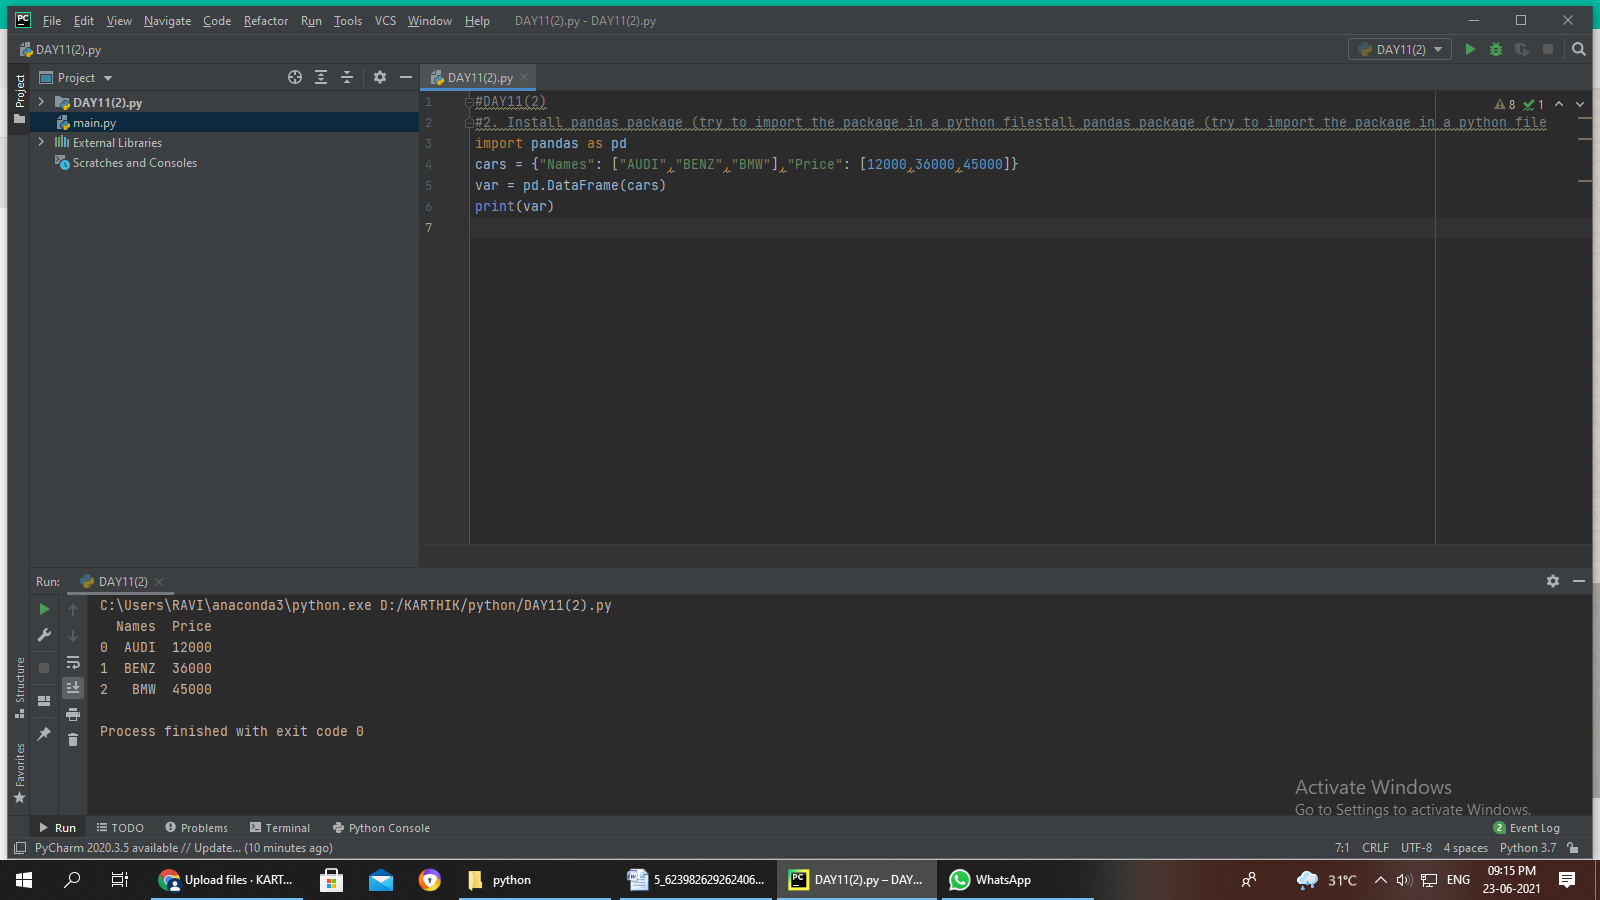 File Edit View Navigate Code Refactor Run Tools VCS Window Help DAY11(2).py - DAY11(2).py
DAY11(2).py
DAY11(2)
Project
Project
DAY11(2).py
main.py
External Libraries
Scratches and Consoles
DAY11(2).py
8 1
1 #DAY11(2)
2 #2. Install pandas package (try to import the package in a python filestall pandas package (try to import the package in a python file
3 import pandas as pd
4 cars = {"Names": ["AUDI","BENZ","BMW"],"Price": [12000,36000,45000]}
5 var = pd.DataFrame(cars)
6 print(var)
7
Run: DAY11(2)
C:\Users\RAVI\anaconda3\python.exe D:/KARTHIK/python/DAY11(2).py
Names Price
0 AUDI 12000
1 BENZ 36000
2 BMW 45000
Process finished with exit code 0
Structure
Favorites
Activate Windows
Go to Settings to activate Windows.
Run TODO Problems Terminal Python Console 2 Event Log
PyCharm 2020.3.5 available // Update... (10 minutes ago) 7:1 CRLF UTF-8 4 spaces Python 3.7
Upload files · KART... python 5_623982629262406... DAY11(2).py – DAY... WhatsApp 31°C ENG 09:15 PM
23-06-2021